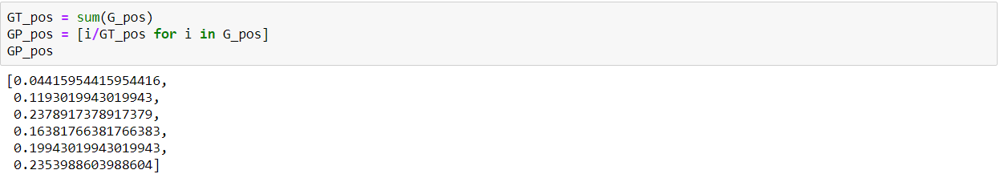 GT_pos = sum(G_pos)
GP_pos = [i/GT_pos for i in G_pos]
GP_pos
[0.04415954415954416,
0.1193019943019943,
0.2378917378917379,
0.16381766381766383,
0.19943019943019943,
0.2353988603988604]